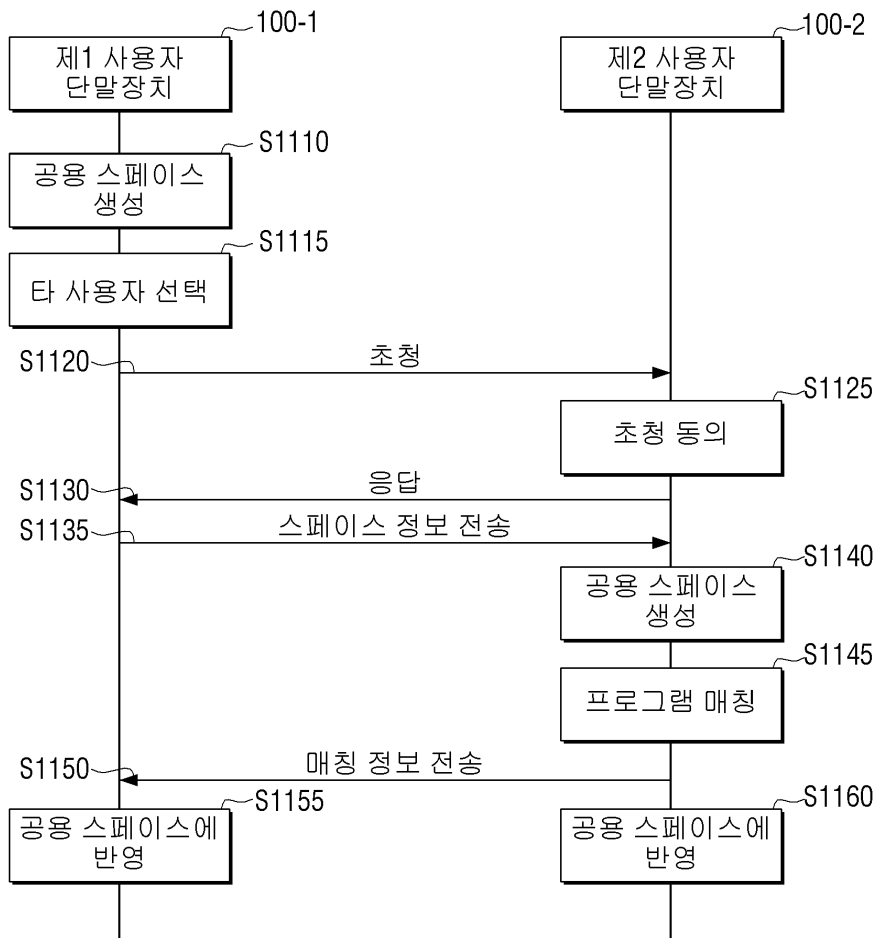 100-1
100-2
제1 사용자
단말장치
제2 사용자
단말장치
S1110
공용 스페이스
생성
S1115
타 사용자 선택
S1120
초청
S1125
초청 동의
S1130
응답
S1135
스페이스 정보 전송
S1140
공용 스페이스
생성
S1145
프로그램 매칭
S1150
매칭 정보 전송
S1155
공용 스페이스에
반영
S1160
공용 스페이스에
반영